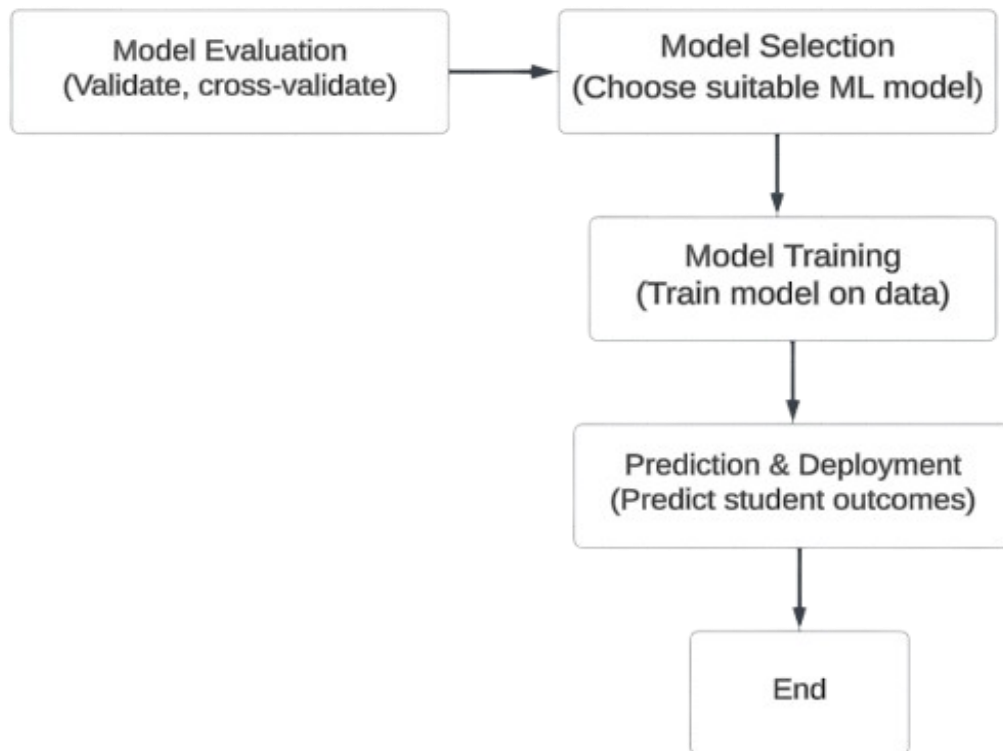 Model Evaluation
(Validate, cross-validate)
Model Selection
(Choose suitable ML model)
Model Training
(Train model on data)
Prediction & Deployment
(Predict student outcomes)
End